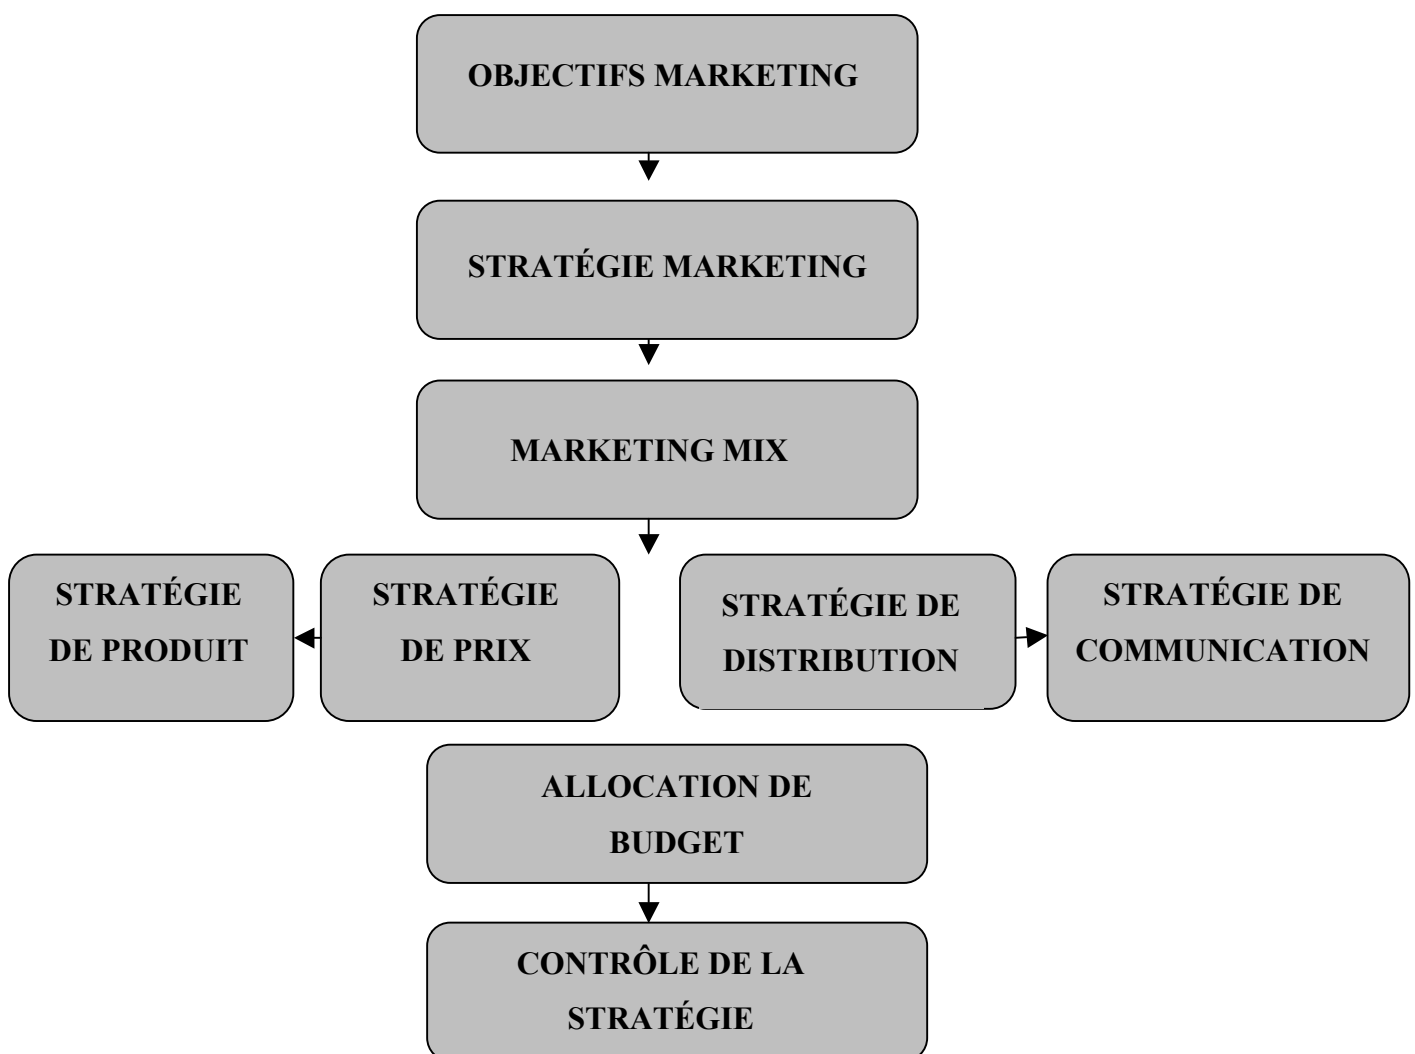 OBJECTIFS MARKETING
STRATÉGIE MARKETING
MARKETING MIX
STRATÉGIE
DE PRODUIT
STRATÉGIE
DE PRIX
STRATÉGIE DE
DISTRIBUTION
STRATÉGIE DE
COMMUNICATION
ALLOCATION DE
BUDGET
CONTRÔLE DE LA
STRATÉGIE